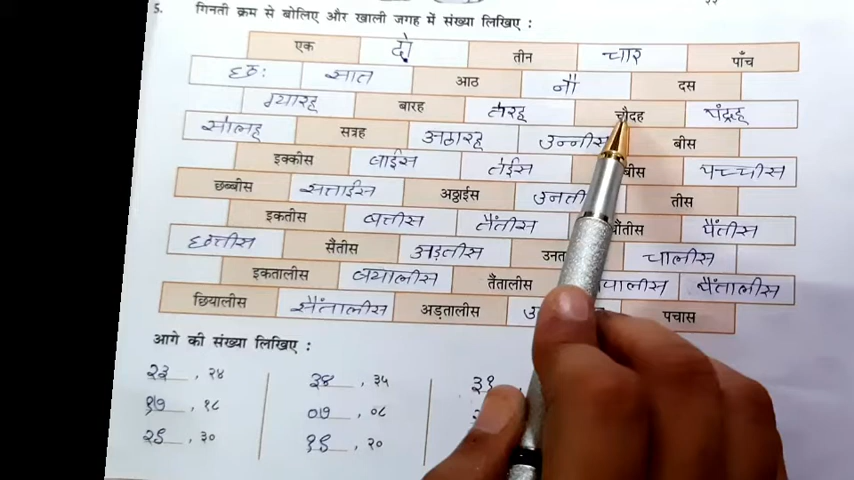 5. गिनती क्रम से बोलिए और खाली जगह में संख्या लिखिए :
एक दो तीन चार पाँच
छः सात आठ नौ दस
ग्यारह बारह तेरह चौदह पंद्रह
सोलह सत्रह अठारह उन्नीस बीस
इक्कीस बाईस तेईस पच्चीस
छब्बीस सत्ताईस अठ्ठाईस तीस
इकतीस बत्तीस तैंतीस पैंतीस
छत्तीस सैंतीस अड़तीस चालीस
इकतालीस बयालीस तैंतालीस पैंतालीस
छियालीस सैंतालीस अड़तालीस पचास
आगे की संख्या लिखिए :
२३ , २४ ३४ , ३५ ३१
१७ , १८ ०७ , ०८
२९ , ३० १९ , २०